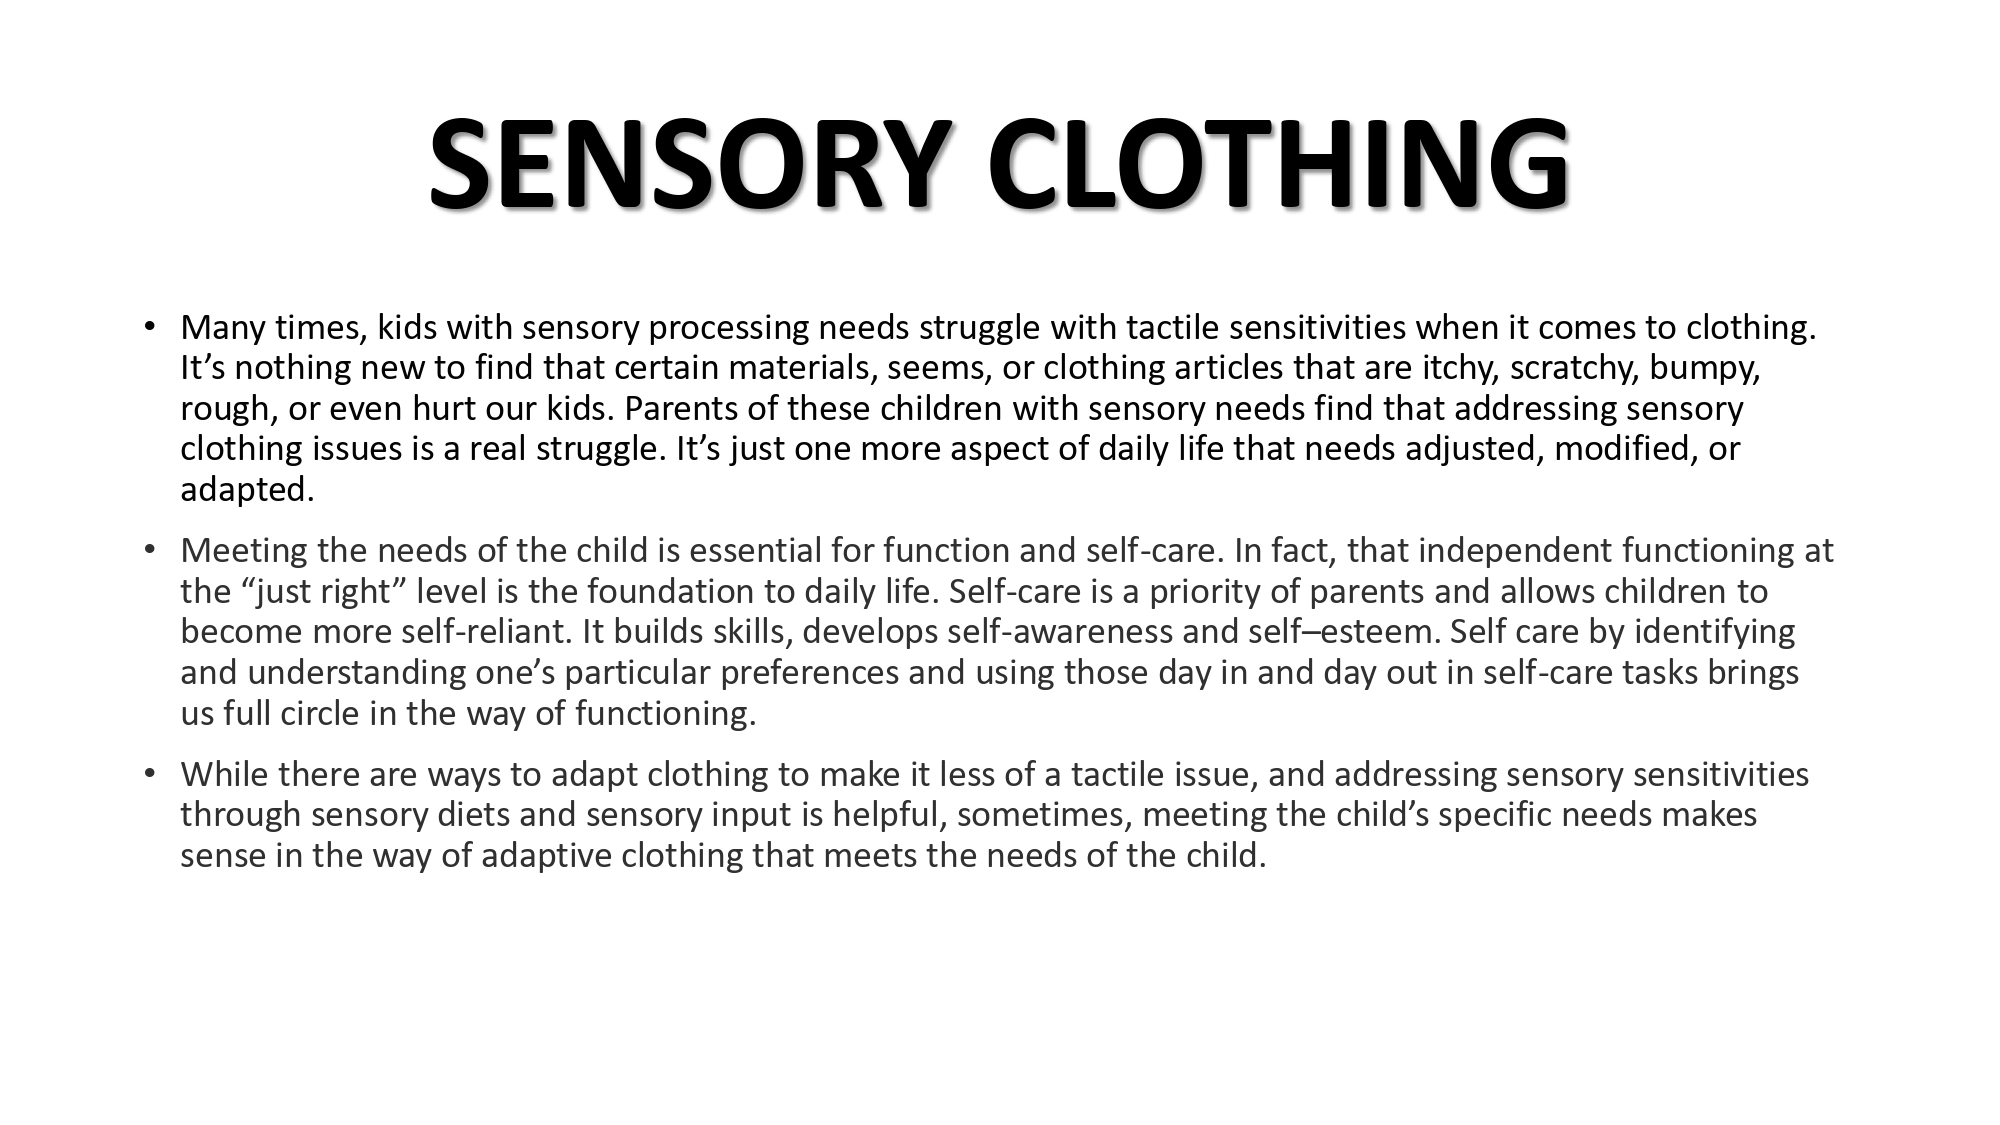 SENSORY CLOTHING
• Many times, kids with sensory processing needs struggle with tactile sensitivities when it comes to clothing.
It’s nothing new to find that certain materials, seems, or clothing articles that are itchy, scratchy, bumpy,
rough, or even hurt our kids. Parents of these children with sensory needs find that addressing sensory
clothing issues is a real struggle. It’s just one more aspect of daily life that needs adjusted, modified, or
adapted.
• Meeting the needs of the child is essential for function and self-care. In fact, that independent functioning at
the “just right” level is the foundation to daily life. Self-care is a priority of parents and allows children to
become more self-reliant. It builds skills, develops self-awareness and self–esteem. Self care by identifying
and understanding one’s particular preferences and using those day in and day out in self-care tasks brings
us full circle in the way of functioning.
• While there are ways to adapt clothing to make it less of a tactile issue, and addressing sensory sensitivities
through sensory diets and sensory input is helpful, sometimes, meeting the child’s specific needs makes
sense in the way of adaptive clothing that meets the needs of the child.